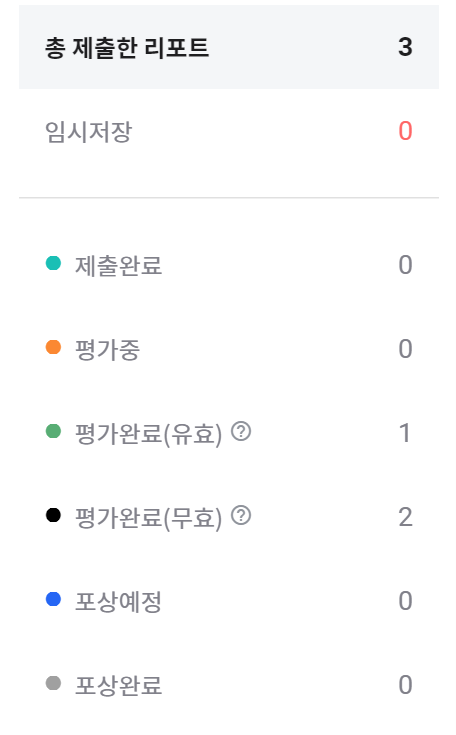 총 제출한 리포트 3
임시저장 0
제출완료 0
평가중 0
평가완료(유효) ? 1
평가완료(무효) ? 2
포상예정 0
포상완료 0